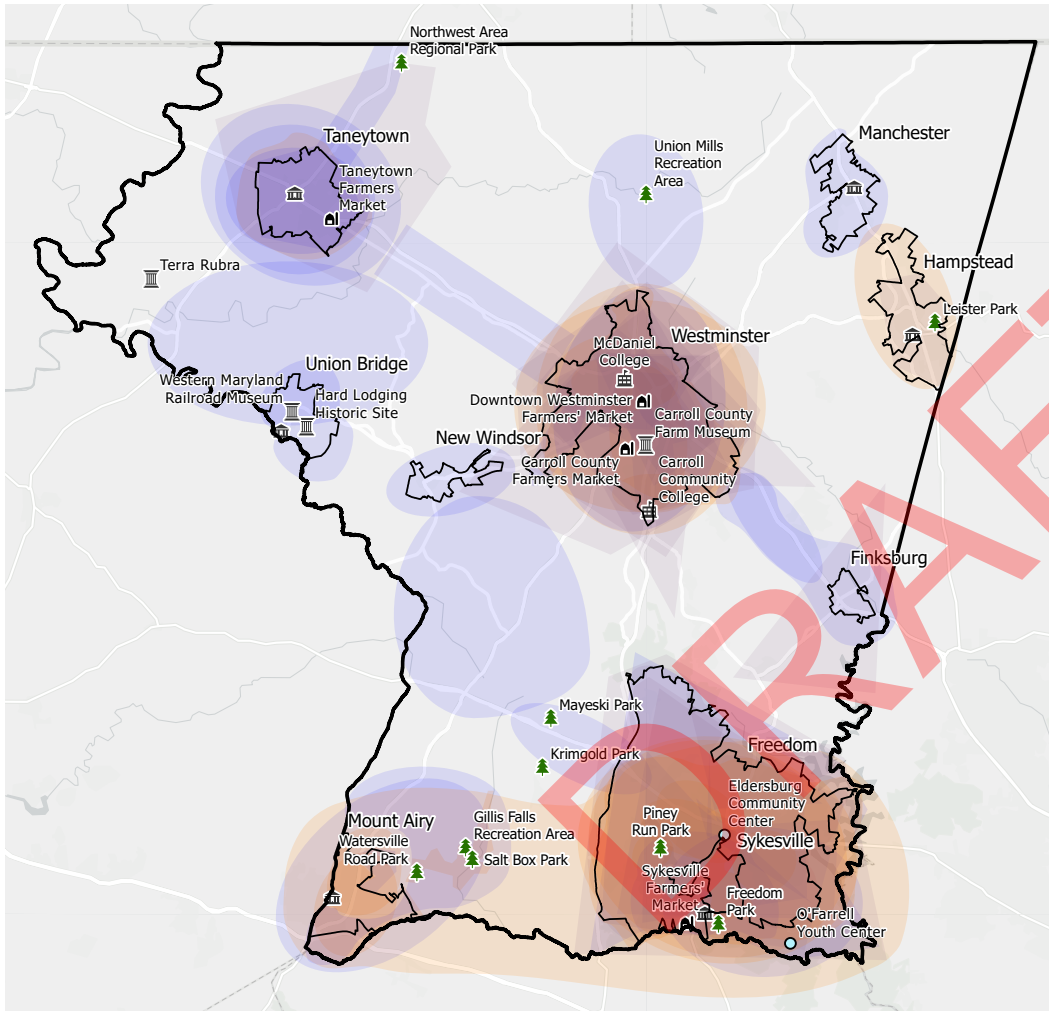 Northwest Area
Regional Park
Taneytown
Taneytown
Farmers
Market
Union Mills
Recreation
Area
Manchester
Hampstead
Leister Park
Terra Rubra
Westminster
McDaniel
College
Union Bridge
Western Maryland
Railroad Museum
Hard Lodging
Historic Site
Downtown Westminster
Farmers' Market
Carroll County
Farm Museum
New Windsor
Carroll County
Farmers Market
Carroll
Community
College
Finksburg
Mayeski Park
Krimgold Park
Freedom
Eldersburg
Community
Center
Piney
Run Park
Sykesville
Mount Airy
Gillis Falls
Recreation Area
Watersville
Road Park
Salt Box Park
Sykesville
Farmers'
Market
Freedom
Park
O'Farrell
Youth Center
DRAF